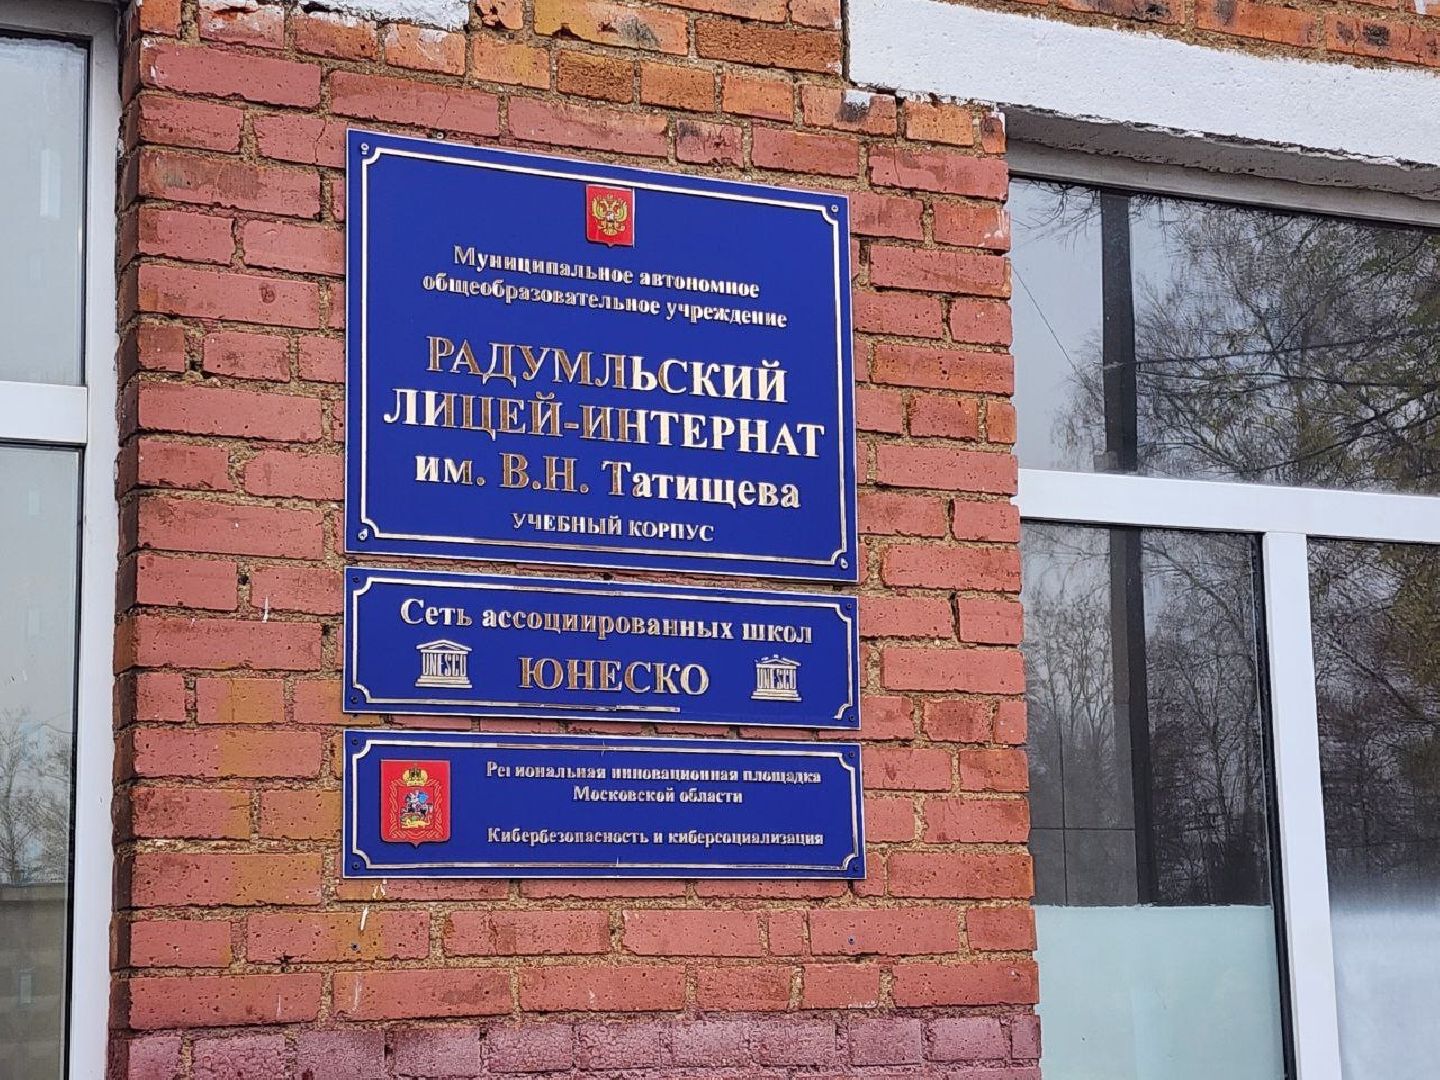 Муниципальное автономное
общеобразовательное учреждение
РАДУМЛЬСКИЙ
ЛИЦЕЙ-ИНТЕРНАТ
им. В.Н. Татищева
УЧЕБНЫЙ КОРПУС
Сеть ассоциированных школ
UNESCO ЮНЕСКО UNESCO
Региональная инновационная площадка
Московской области
Кибербезопасность и киберсоциализация